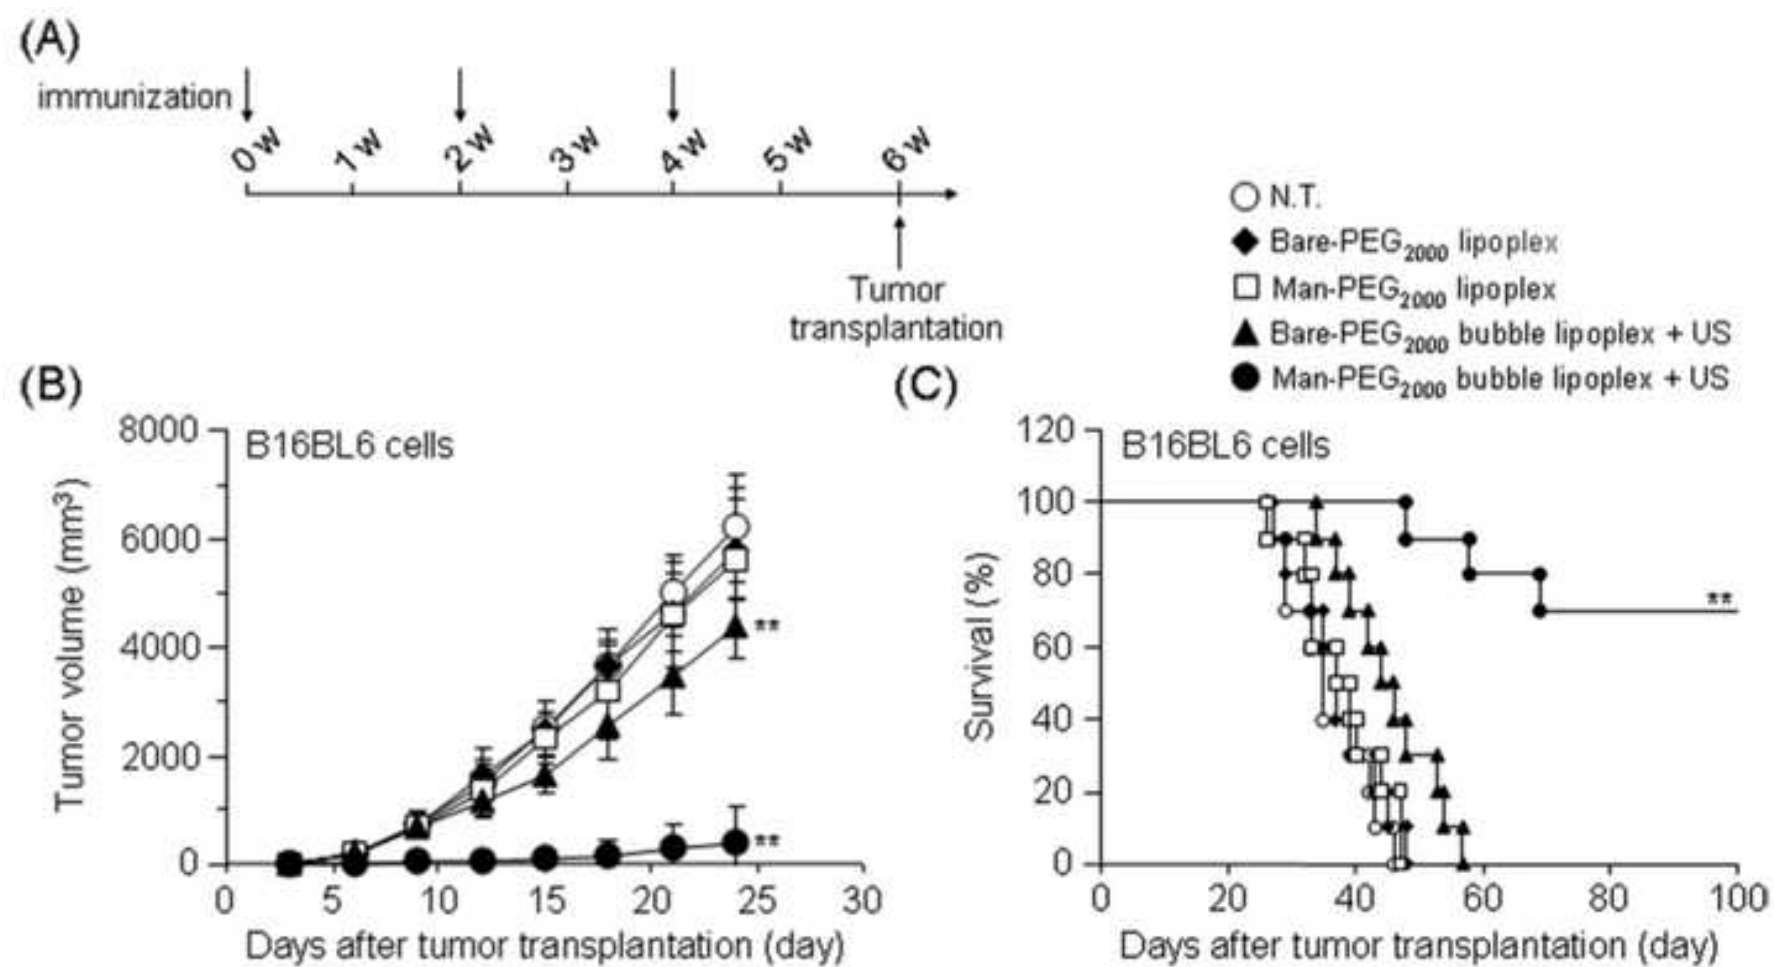 (A)
immunization
0 w 1 w 2 w 3 w 4 w 5 w 6 w
Tumor
transplantation
N.T.
Bare-PEG2000 lipoplex
Man-PEG2000 lipoplex
Bare-PEG2000 bubble lipoplex + US
Man-PEG2000 bubble lipoplex + US
(B)
B16BL6 cells
Tumor volume (mm³)
8000
6000
4000
2000
0
**
**
0 5 10 15 20 25 30
Days after tumor transplantation (day)
(C)
B16BL6 cells
Survival (%)
120
100
80
60
40
20
0
**
0 20 40 60 80 100
Days after tumor transplantation (day)